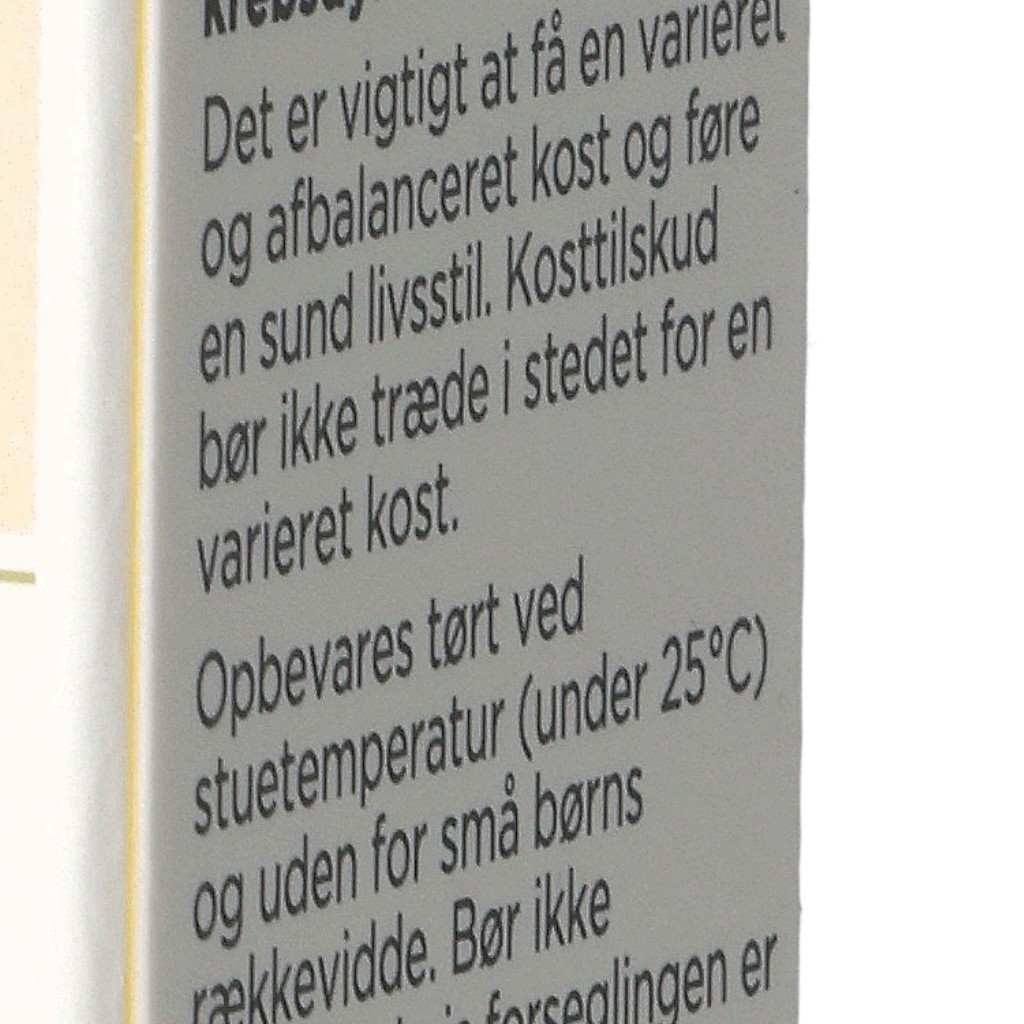 Det er vigtigt at få en varieret
og afbalanceret kost og føre
en sund livsstil. Kosttilskud
bør ikke træde i stedet for en
varieret kost.
Opbevares tørt ved
stuetemperatur (under 25°C)
og uden for små børns
rækkevidde. Bør ikke
forseglingen er